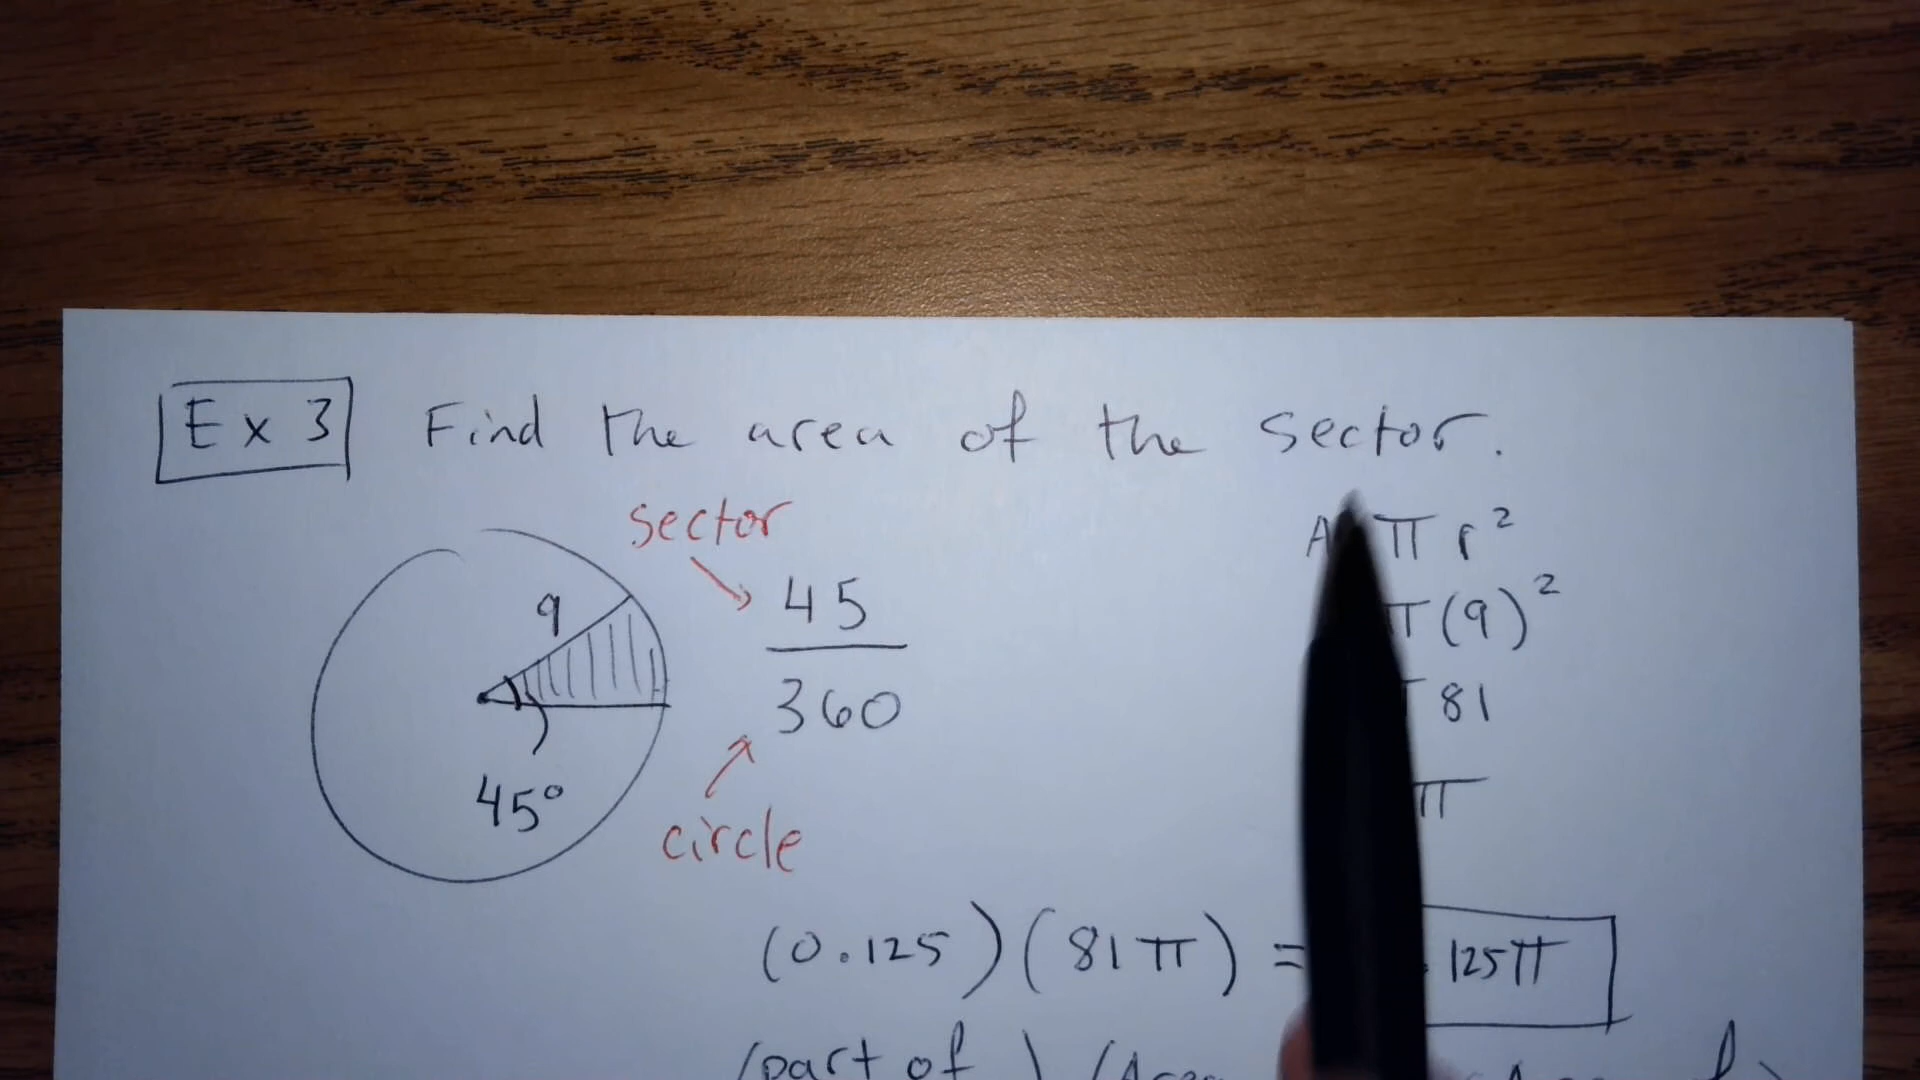 Ex 3 Find the area of the sector.
sector
9
45
360
45°
circle
A π r²
π (9)²
81
π
(0.125)(81π) = .125π
(part of) (Area